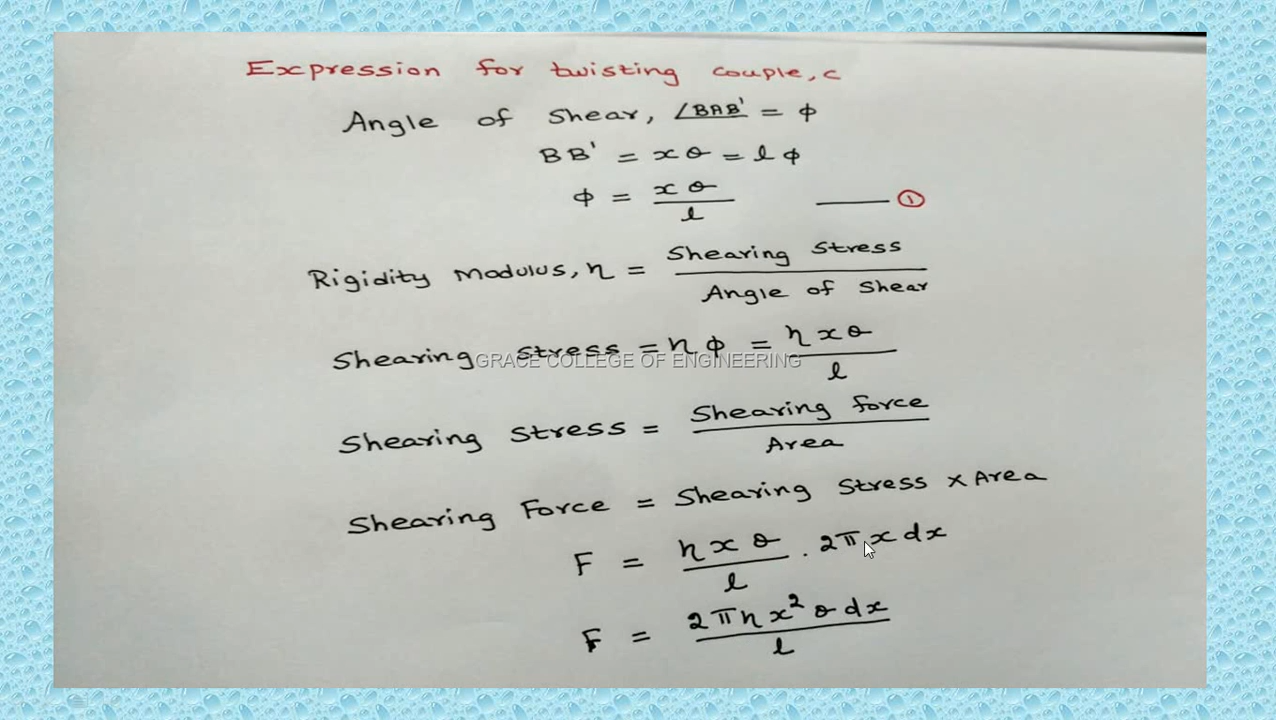 Expression for twisting couple, c
Angle of Shear, ∠BAB' = ϕ
BB' = xθ = lϕ
ϕ = xθ / l ——— ①
Rigidity Modulus, η = Shearing Stress / Angle of Shear
Shearing Stress = ηϕ = ηxθ / l
GRACE COLLEGE OF ENGINEERING
Shearing Stress = Shearing force / Area
Shearing Force = Shearing Stress × Area
F = ηxθ / l . 2πxdx
F = 2πηx²θdx / l